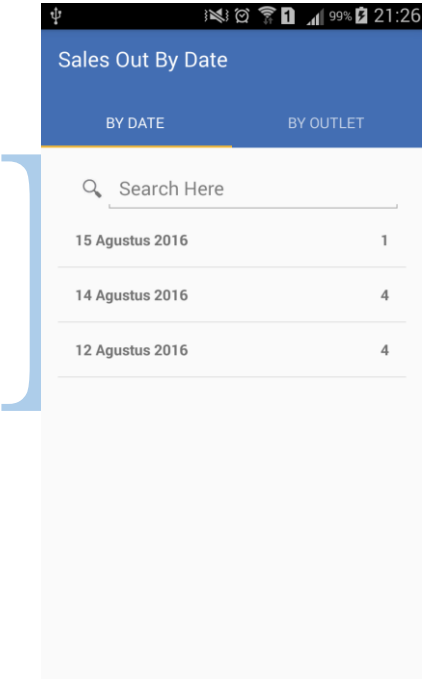 1 99% 21:26
Sales Out By Date
BY DATE BY OUTLET
Search Here
15 Agustus 2016 1
14 Agustus 2016 4
12 Agustus 2016 4